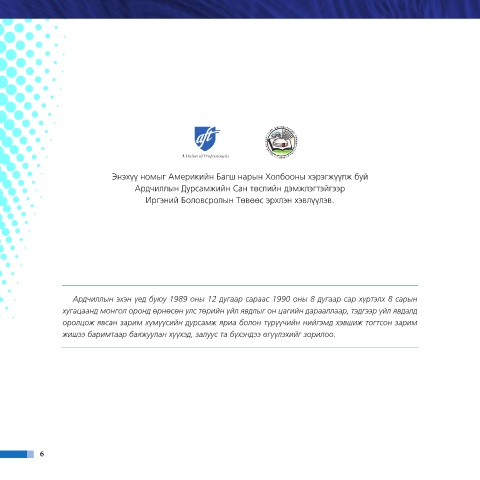 aft
A Union of Professionals
Энэхүү номыг Америкийн Багш нарын Холбооны хэрэгжүүлж буй
Ардчиллын Дурсамжийн Сан төслийн дэмжлэгтэйгээр
Иргэний Боловсролын Төвөөс эрхлэн хэвлүүлэв.
Ардчиллын эхэн үед буюу 1989 оны 12 дугаар сараас 1990 оны 8 дугаар сар хүртэлх 8 сарын
хугацаанд монгол оронд өрнөсөн улс төрийн үйл явдлыг он цагийн дарааллаар, тэдгээр үйл явдалд
оролцож явсан зарим хүмүүсийн дурсамж яриа болон түрүүчийн нийгэмд хэвшиж тогтсон зарим
жишээ баримтаар баяжуулан хүүхэд, залуус та бүхэндээ өгүүлэхийг зорилоо.
6